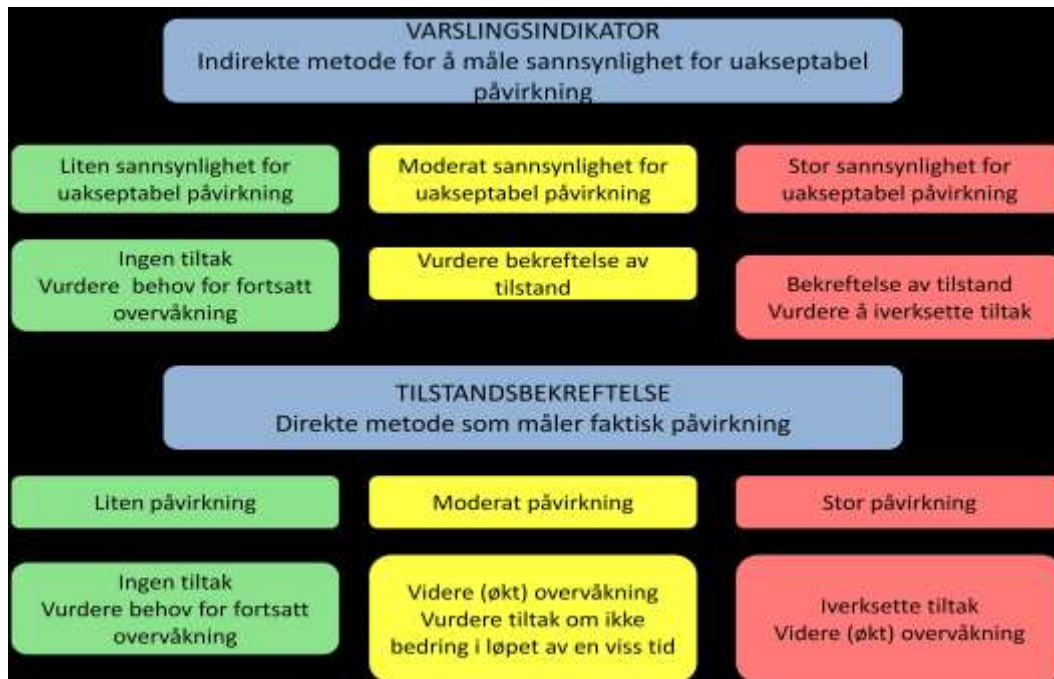 VARSLINGSINDIKATOR
Indirekte metode for å måle sannsynlighet for uakseptabel
påvirkning
Liten sannsynlighet for
uakseptabel påvirkning
Moderat sannsynlighet for
uakseptabel påvirkning
Stor sannsynlighet for
uakseptabel påvirkning
Ingen tiltak
Vurdere behov for fortsatt
overvåkning
Vurdere bekreftelse av
tilstand
Bekreftelse av tilstand
Vurdere å iverksette tiltak
TILSTANDSBEKREFTELSE
Direkte metode som måler faktisk påvirkning
Liten påvirkning
Moderat påvirkning
Stor påvirkning
Ingen tiltak
Vurdere behov for fortsatt
overvåkning
Videre (økt) overvåkning
Vurdere tiltak om ikke
bedring i løpet av en viss tid
Iverksette tiltak
Videre (økt) overvåkning